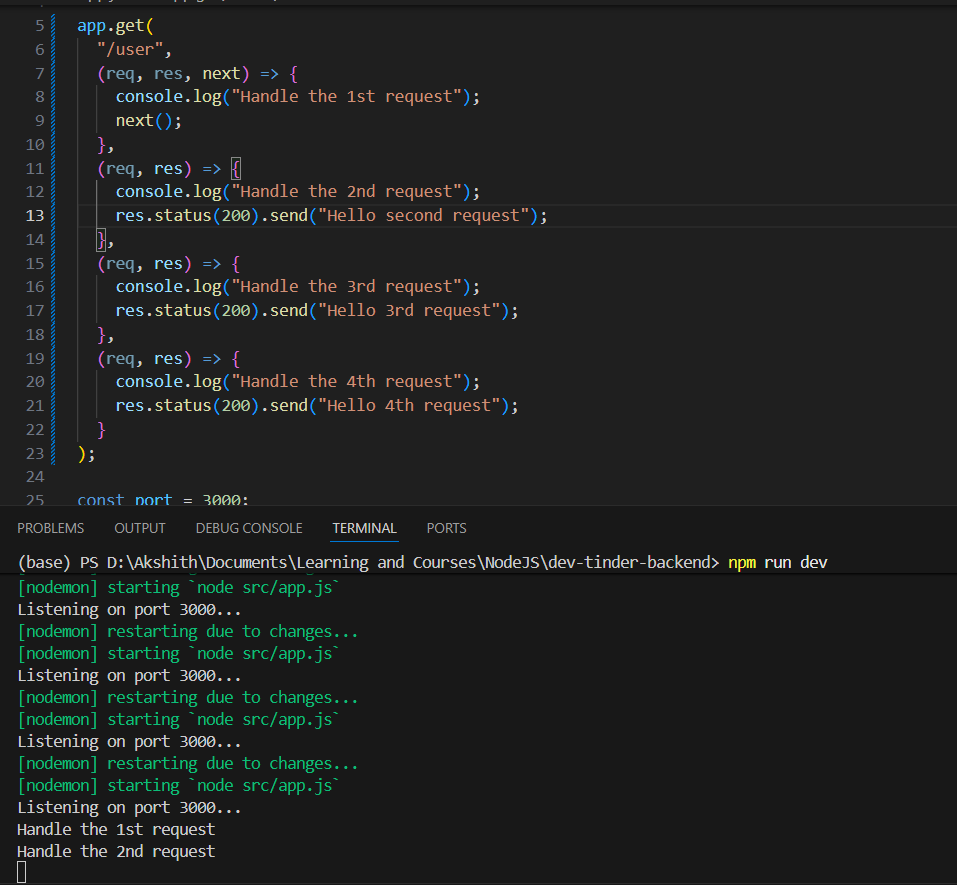 5 app.get(
6 "/user",
7 (req, res, next) => {
8 console.log("Handle the 1st request");
9 next();
10 },
11 (req, res) => {
12 console.log("Handle the 2nd request");
13 res.status(200).send("Hello second request");
14 },
15 (req, res) => {
16 console.log("Handle the 3rd request");
17 res.status(200).send("Hello 3rd request");
18 },
19 (req, res) => {
20 console.log("Handle the 4th request");
21 res.status(200).send("Hello 4th request");
22 }
23 );
24
25 const port = 3000;
PROBLEMS OUTPUT DEBUG CONSOLE TERMINAL PORTS
(base) PS D:\Akshith\Documents\Learning and Courses\NodeJS\dev-tinder-backend> npm run dev
[nodemon] starting `node src/app.js`
Listening on port 3000...
[nodemon] restarting due to changes...
[nodemon] starting `node src/app.js`
Listening on port 3000...
[nodemon] restarting due to changes...
[nodemon] starting `node src/app.js`
Listening on port 3000...
[nodemon] restarting due to changes...
[nodemon] starting `node src/app.js`
Listening on port 3000...
Handle the 1st request
Handle the 2nd request